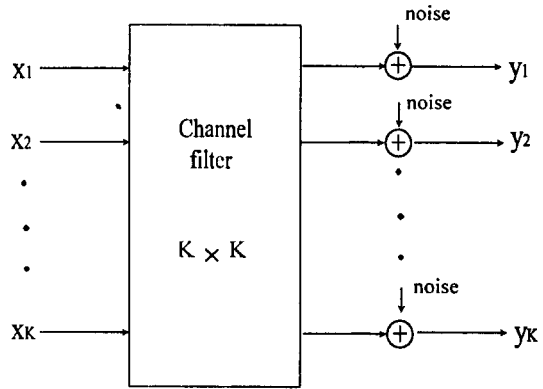 noise
x1
y1
noise
x2
y2
Channel
filter
K × K
noise
xK
yK